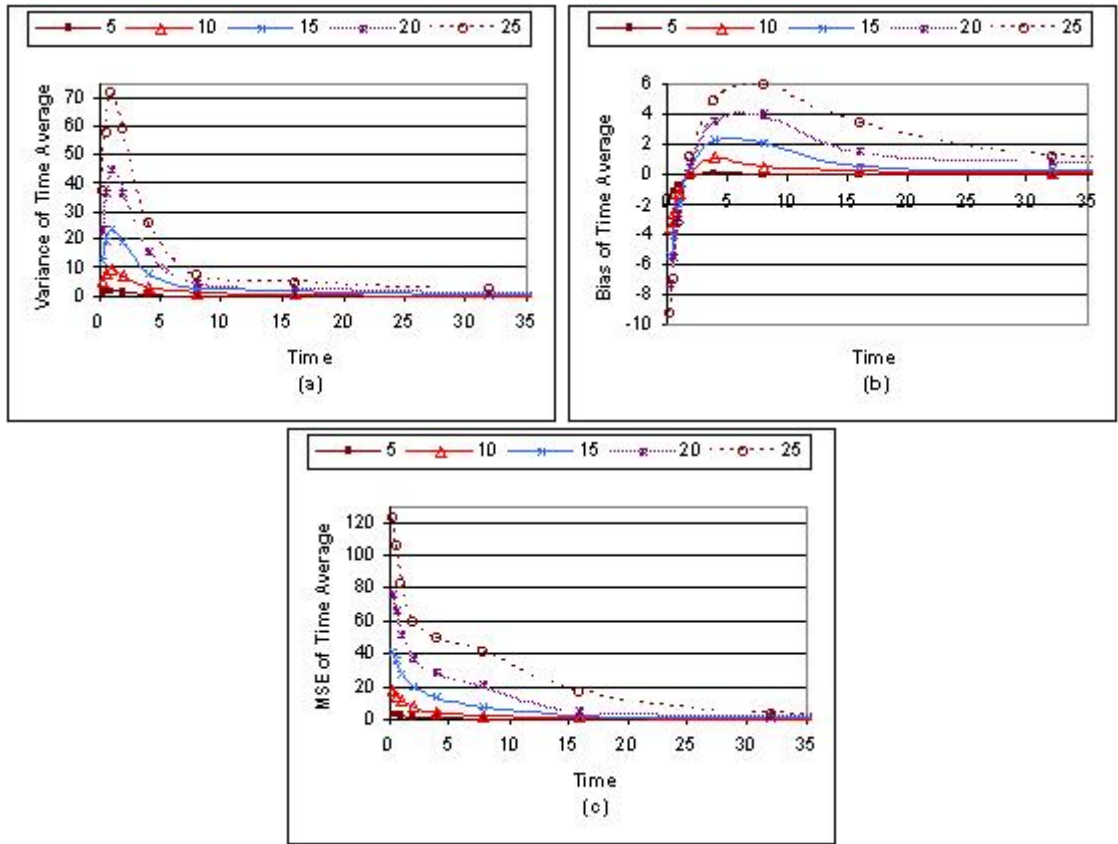 5 10 15 20 25
Variance of Time Average
70
60
50
40
30
20
10
0
0 5 10 15 20 25 30 35
Time
(a)
5 10 15 20 25
Bias of Time Average
6
4
2
0
-2
-4
-6
-8
-10
0 5 10 15 20 25 30 35
Time
(b)
5 10 15 20 25
MSE of Time Average
120
100
80
60
40
20
0
0 5 10 15 20 25 30 35
Time
(c)